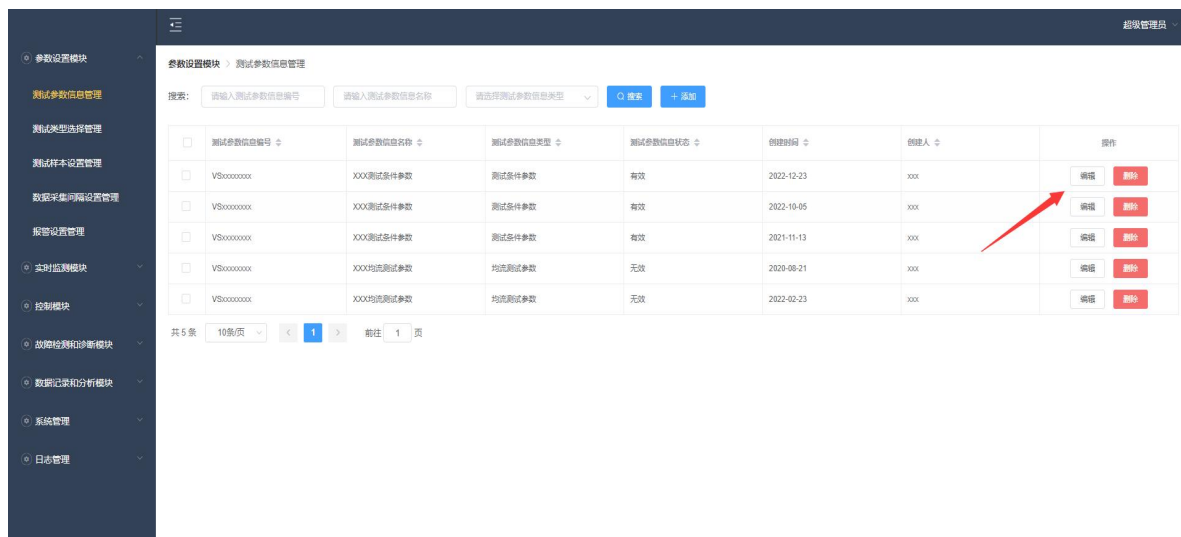 超级管理员
参数设置模块
测试参数信息管理
测试类型选择管理
测试样本设置管理
数据采集间隔设置管理
报警设置管理
实时监测模块
控制模块
故障检测和诊断模块
数据记录和分析模块
系统管理
日志管理
参数设置模块 > 测试参数信息管理
搜索: 请输入测试参数信息编号 请输入测试参数信息名称 请选择测试参数信息类型 搜索 + 添加
测试参数信息编号 测试参数信息名称 测试参数信息类型 测试参数信息状态 创建时间 创建人 操作
VSxxxxxxxx XXX测试条件参数 测试条件参数 有效 2022-12-23 xxx 编辑 删除
VSxxxxxxxx XXX测试条件参数 测试条件参数 有效 2022-10-05 xxx 编辑 删除
VSxxxxxxxx XXX测试条件参数 测试条件参数 有效 2021-11-13 xxx 编辑 删除
VSxxxxxxxx XXX均流测试参数 均流测试参数 无效 2020-08-21 xxx 编辑 删除
VSxxxxxxxx XXX均流测试参数 均流测试参数 无效 2022-02-23 xxx 编辑 删除
共 5 条 10条/页 < 1 > 前往 1 页